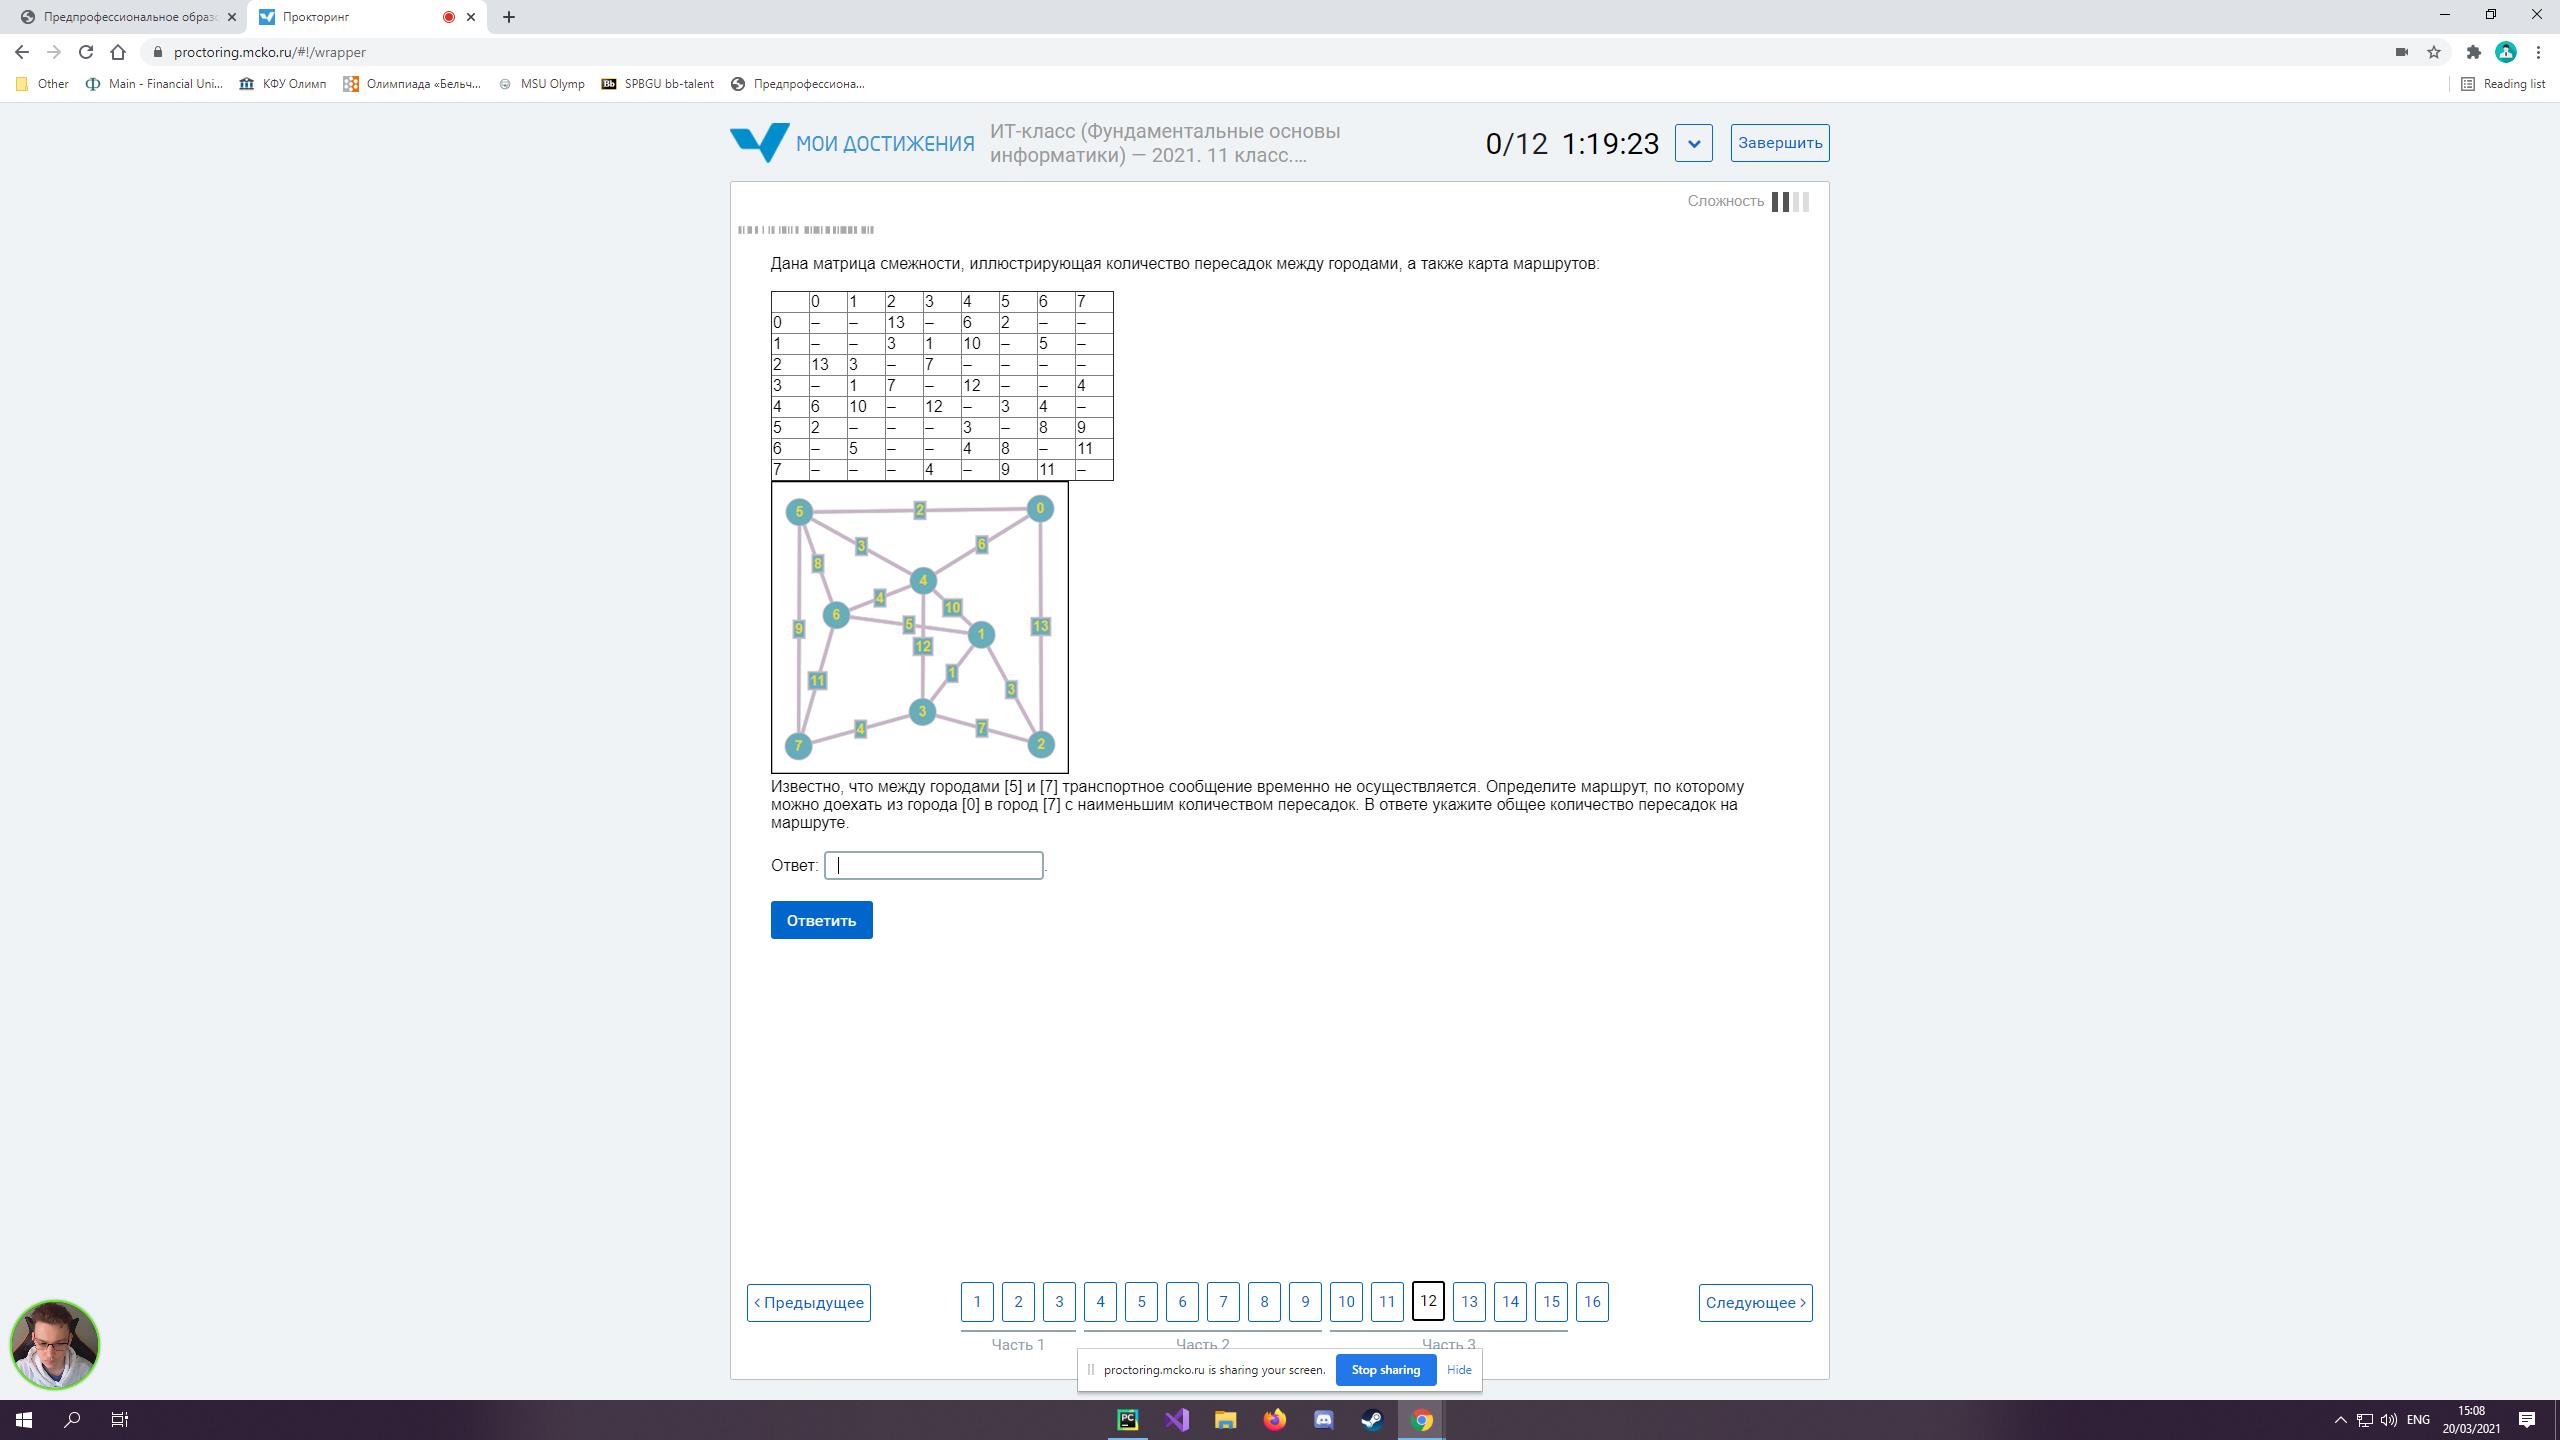 Предпрофессиональное образо
Прокторинг
proctoring.mcko.ru/#!/wrapper
Other
Main - Financial Uni...
КФУ Олимп
Олимпиада «Бельч...
MSU Olymp
Bb
SPBGU bb-talent
Предпрофессиона...
Reading list
МОИ ДОСТИЖЕНИЯ
ИТ-класс (Фундаментальные основы
информатики) — 2021. 11 класс....
0/12 1:19:23
Завершить
Сложность
Дана матрица смежности, иллюстрирующая количество пересадок между городами, а также карта маршрутов:
0 1 2 3 4 5 6 7
0 – – 13 – 6 2 – –
1 – – 3 1 10 – 5 –
2 13 3 – 7 – – – –
3 – 1 7 – 12 – – 4
4 6 10 – 12 – 3 4 –
5 2 – – – 3 – 8 9
6 – 5 – – 4 8 – 11
7 – – – 4 – 9 11 –
5 2 0
3 6
8
4
4 10
6 5 1
9 13
12
1
11 3
3
4 7
7 2
Известно, что между городами [5] и [7] транспортное сообщение временно не осуществляется. Определите маршрут, по которому
можно доехать из города [0] в город [7] с наименьшим количеством пересадок. В ответе укажите общее количество пересадок на
маршруте.
Ответ: .
Ответить
‹ Предыдущее
1 2 3 4 5 6 7 8 9 10 11 12 13 14 15 16
Следующее ›
Часть 1
Часть 2
Часть 3
proctoring.mcko.ru is sharing your screen.
Stop sharing
Hide
PC
ENG
15:08
20/03/2021